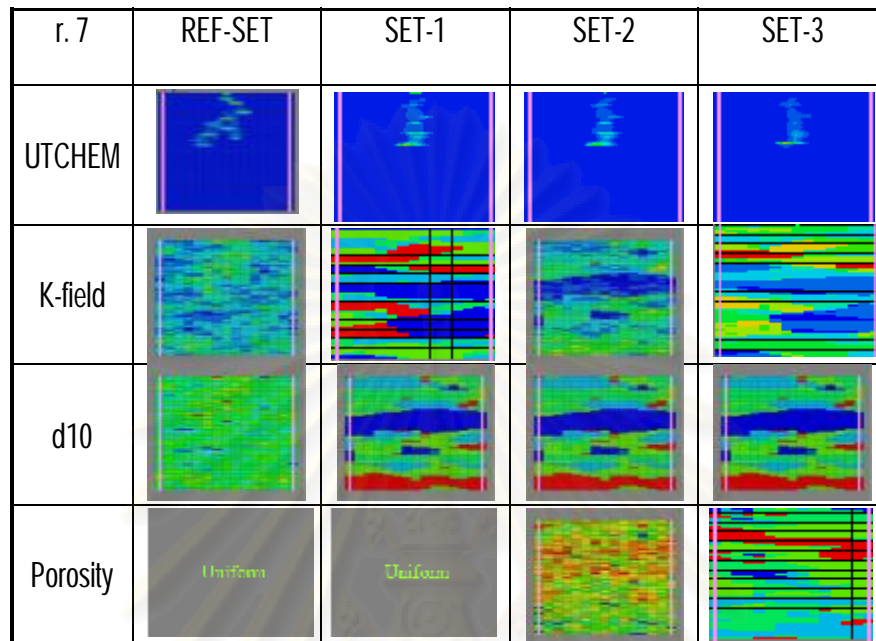 r. 7 REF-SET SET-1 SET-2 SET-3
UTCHEM
K-field
d10
Porosity Uniform Uniform